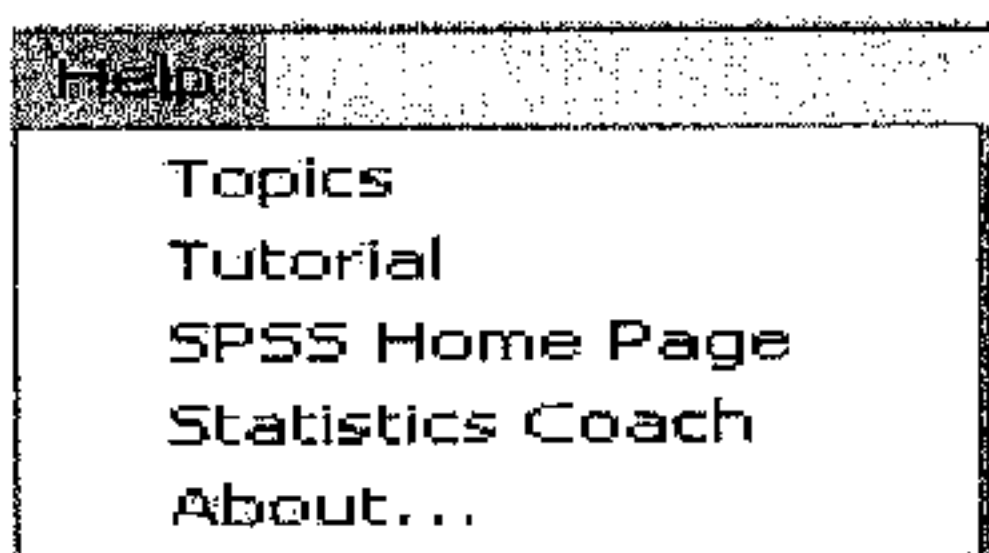 Help
Topics
Tutorial
SPSS Home Page
Statistics Coach
About...